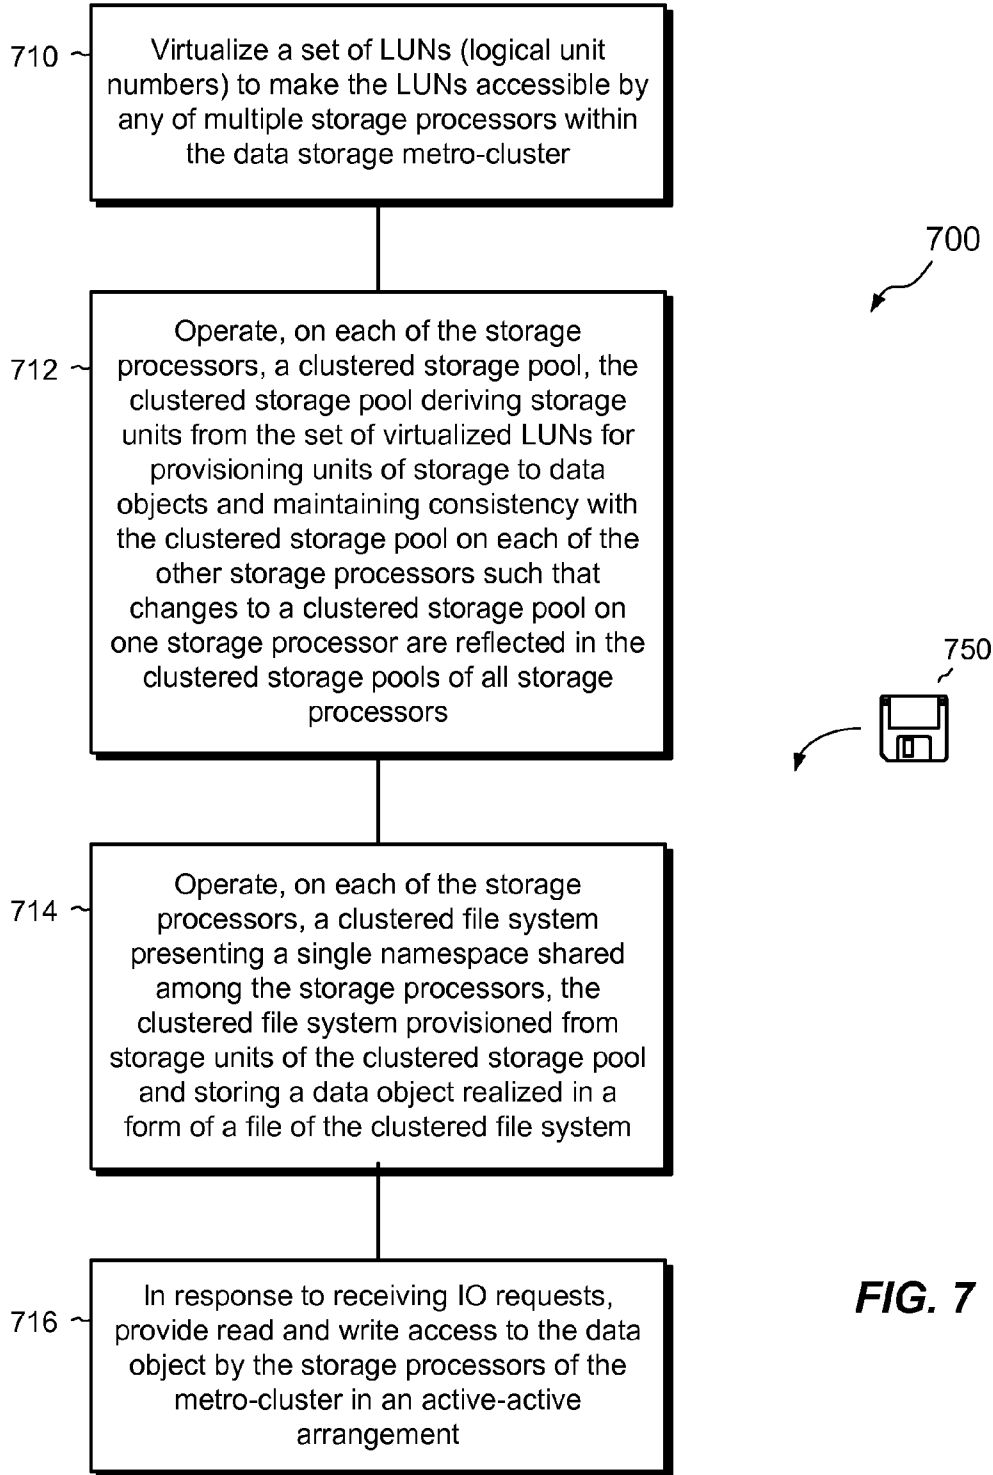 710
Virtualize a set of LUNs (logical unit
numbers) to make the LUNs accessible by
any of multiple storage processors within
the data storage metro-cluster
700
712
Operate, on each of the storage
processors, a clustered storage pool, the
clustered storage pool deriving storage
units from the set of virtualized LUNs for
provisioning units of storage to data
objects and maintaining consistency with
the clustered storage pool on each of the
other storage processors such that
changes to a clustered storage pool on
one storage processor are reflected in the
clustered storage pools of all storage
processors
750
714
Operate, on each of the storage
processors, a clustered file system
presenting a single namespace shared
among the storage processors, the
clustered file system provisioned from
storage units of the clustered storage pool
and storing a data object realized in a
form of a file of the clustered file system
716
In response to receiving IO requests,
provide read and write access to the data
object by the storage processors of the
metro-cluster in an active-active
arrangement
FIG. 7